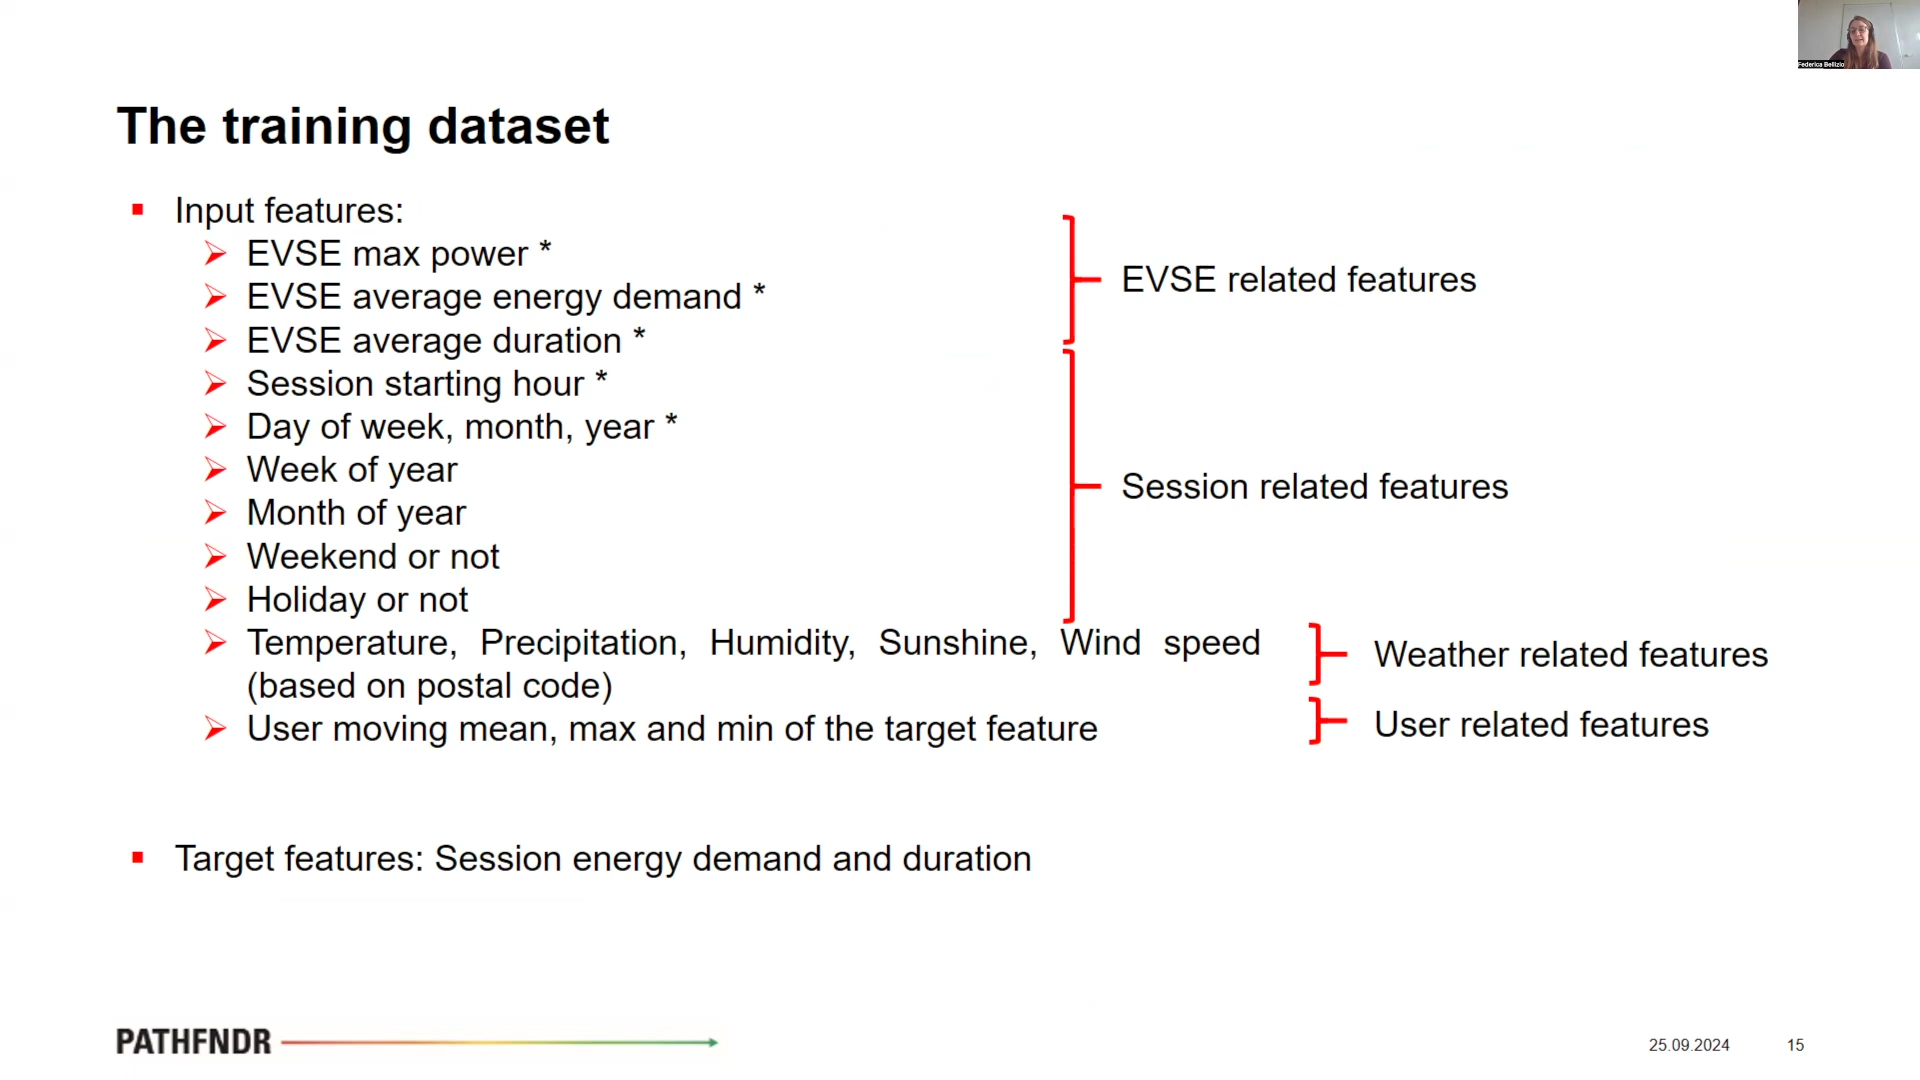 Federica Bellizio
The training dataset
Input features:
EVSE max power *
EVSE average energy demand *
EVSE average duration *
EVSE related features
Session starting hour *
Day of week, month, year *
Week of year
Month of year
Weekend or not
Holiday or not
Session related features
Temperature, Precipitation, Humidity, Sunshine, Wind speed
(based on postal code)
Weather related features
User moving mean, max and min of the target feature
User related features
Target features: Session energy demand and duration
PATHFNDR
25.09.2024
15